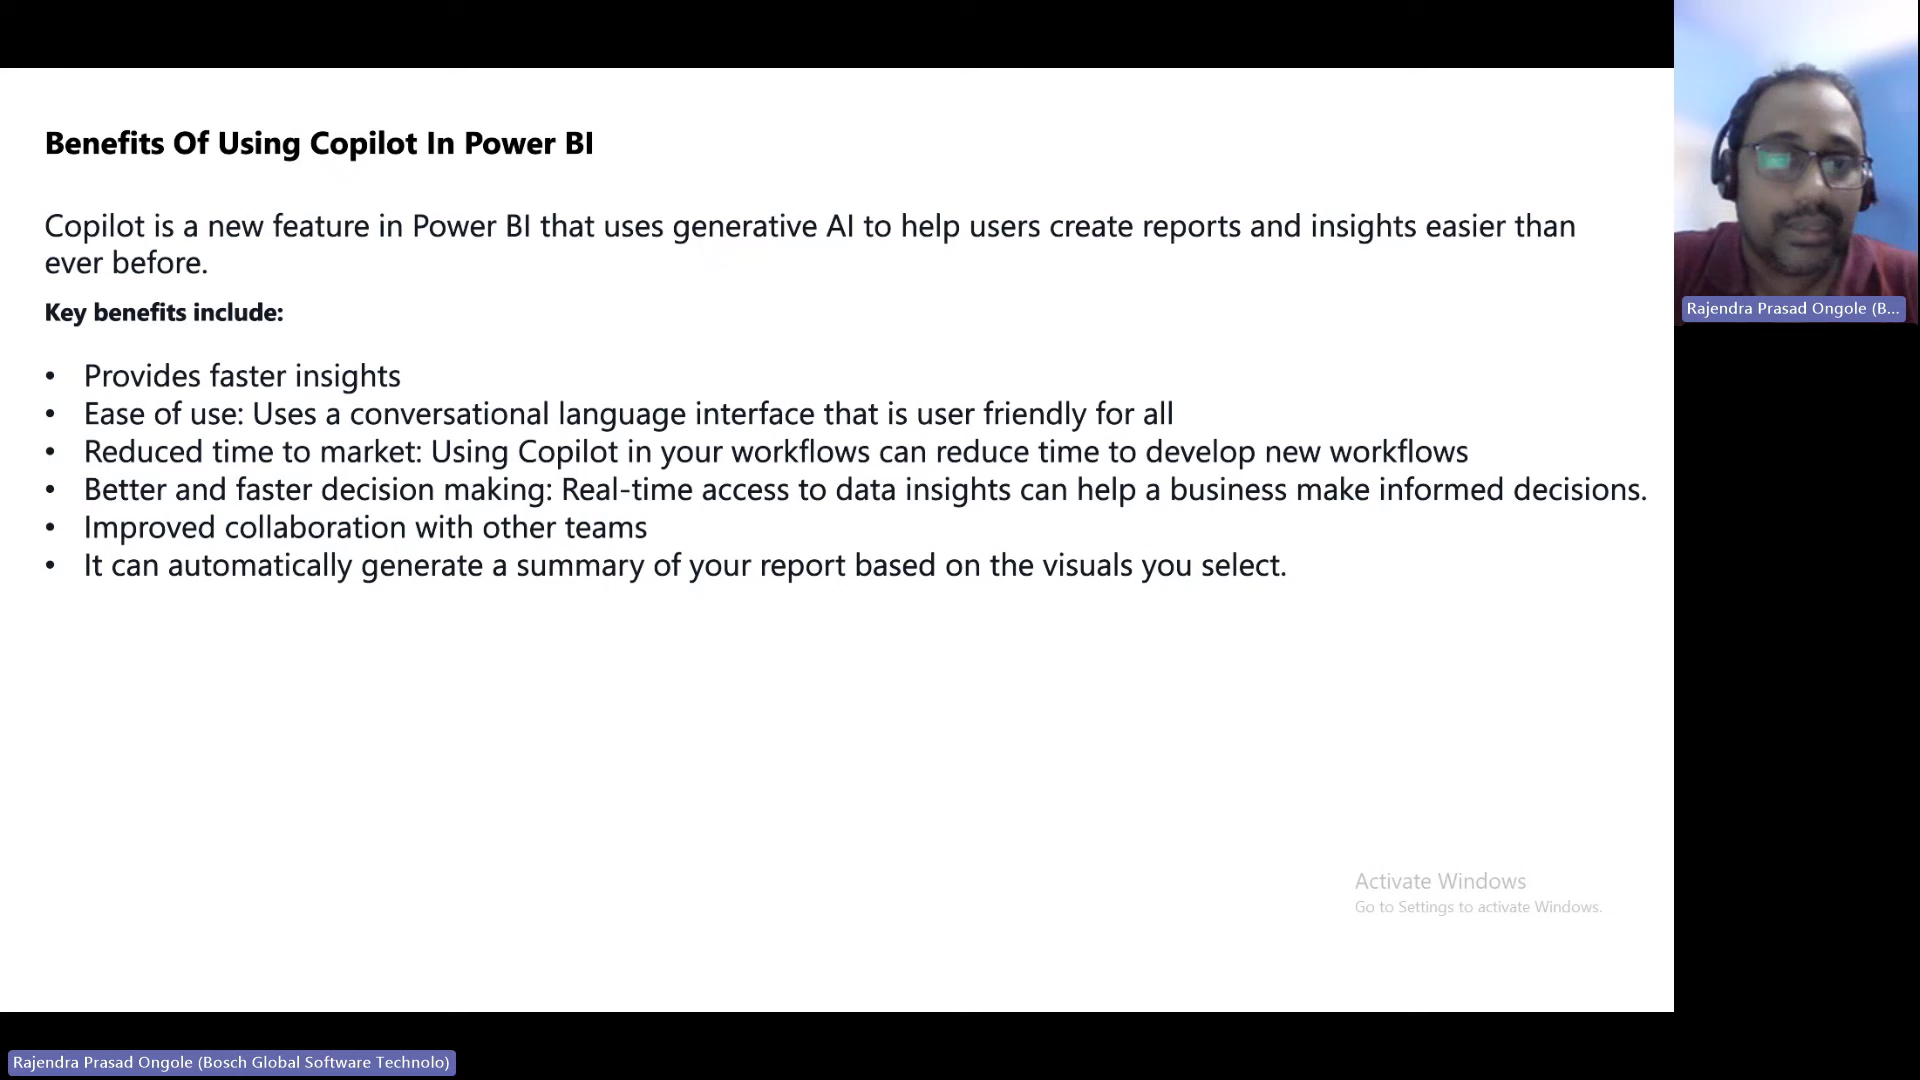 Benefits Of Using Copilot In Power BI
Copilot is a new feature in Power BI that uses generative AI to help users create reports and insights easier than
ever before.
Key benefits include:
• Provides faster insights
• Ease of use: Uses a conversational language interface that is user friendly for all
• Reduced time to market: Using Copilot in your workflows can reduce time to develop new workflows
• Better and faster decision making: Real-time access to data insights can help a business make informed decisions.
• Improved collaboration with other teams
• It can automatically generate a summary of your report based on the visuals you select.
Activate Windows
Go to Settings to activate Windows.
Rajendra Prasad Ongole (B...
Rajendra Prasad Ongole (Bosch Global Software Technolo)